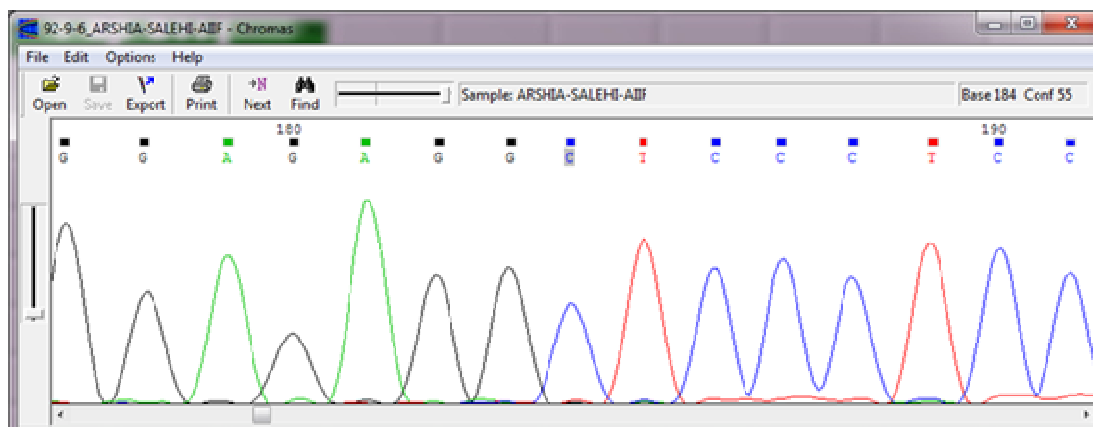 92-9-6_ARSHIA-SALEHI-AIIF - Chromas
File Edit Options Help
Open Save Export Print Next Find Sample: ARSHIA-SALEHI-AIIF Base 184 Conf 55
180 190
G G A G A G G C T C C C T C C